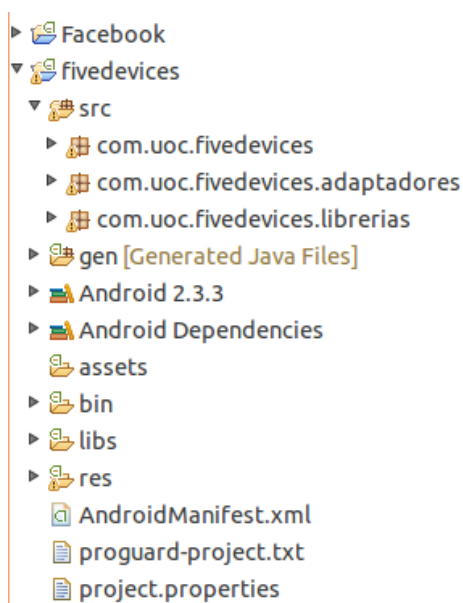 Facebook
fivedevices
src
com.uoc.fivedevices
com.uoc.fivedevices.adaptadores
com.uoc.fivedevices.librerias
gen [Generated Java Files]
Android 2.3.3
Android Dependencies
assets
bin
libs
res
AndroidManifest.xml
proguard-project.txt
project.properties